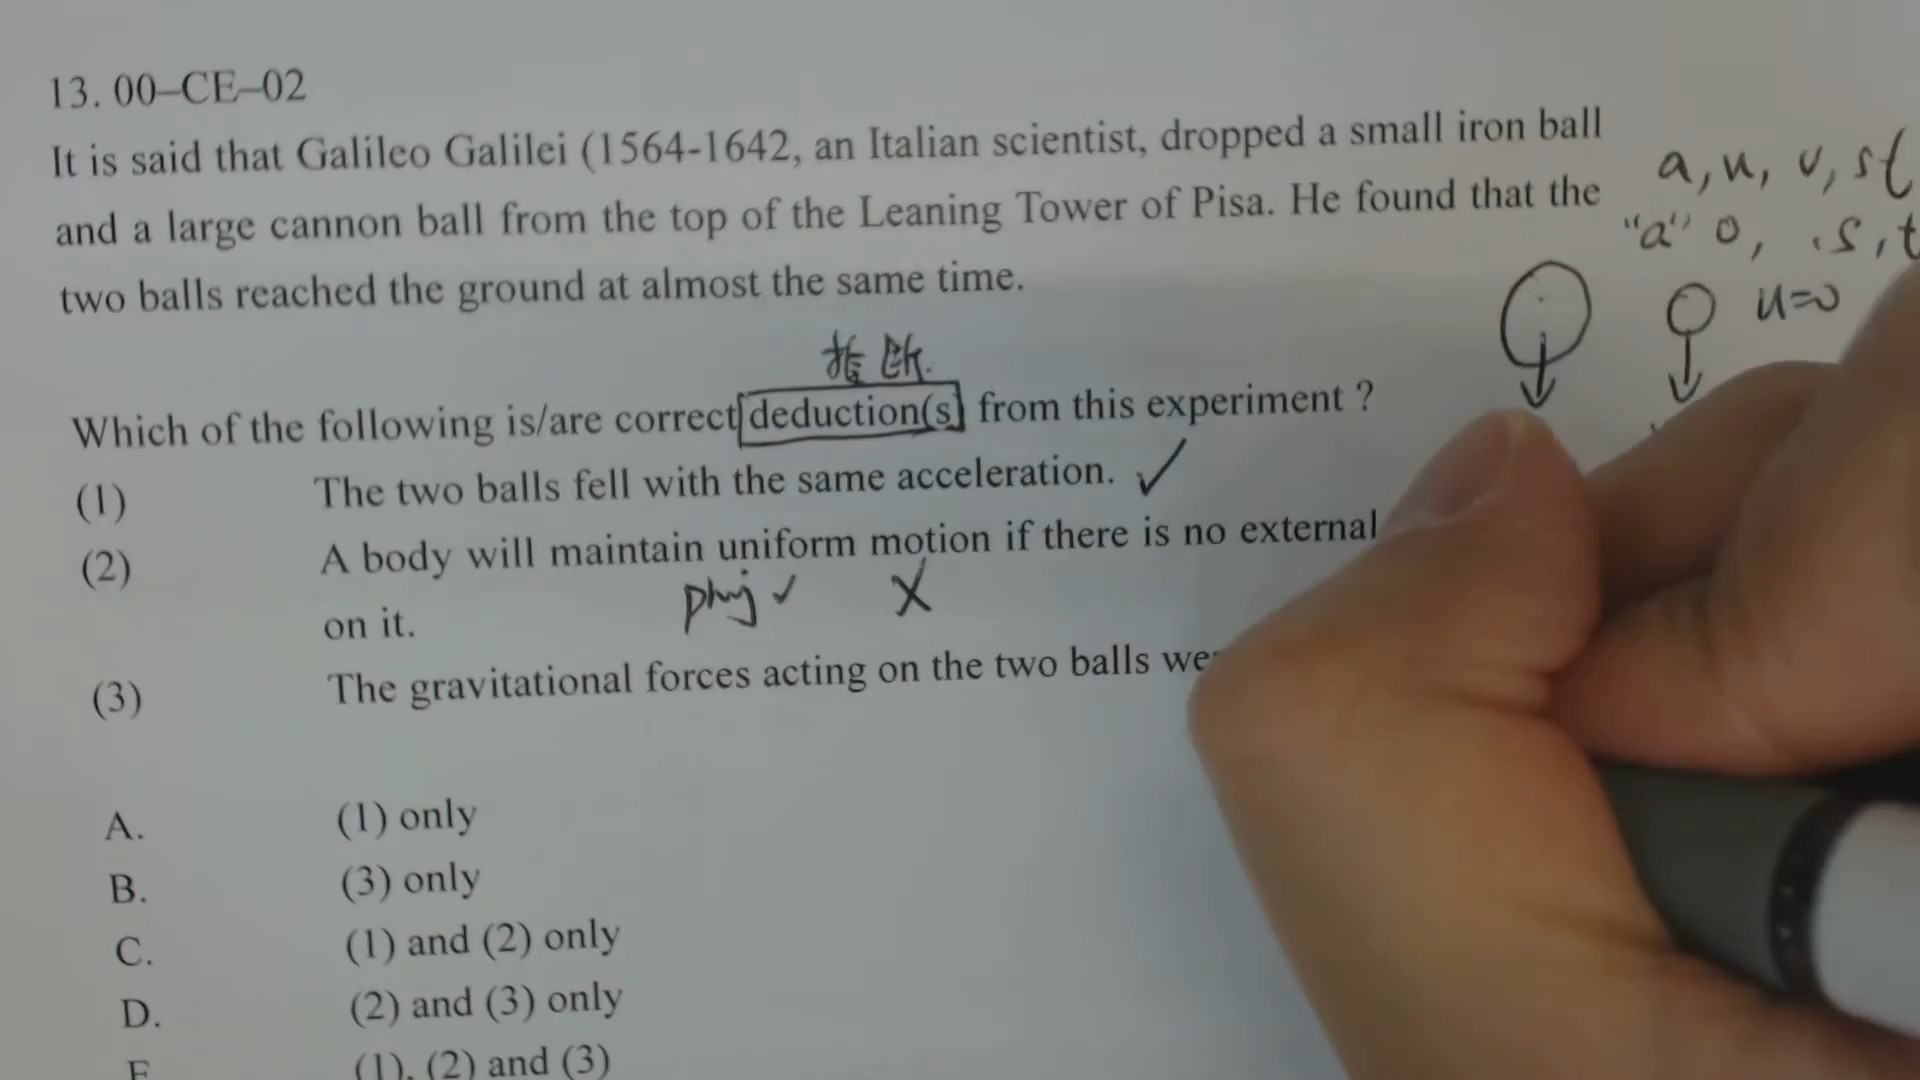 13. 00–CE–02
It is said that Galileo Galilei (1564-1642, an Italian scientist, dropped a small iron ball
and a large cannon ball from the top of the Leaning Tower of Pisa. He found that the
two balls reached the ground at almost the same time.
a, u, v, s t
"a" 0, , s, t
u=0
Which of the following is/are correct deduction(s) from this experiment ?
(1) The two balls fell with the same acceleration. ✓
(2) A body will maintain uniform motion if there is no external
phy ✓ X
on it.
(3) The gravitational forces acting on the two balls
A. (1) only
B. (3) only
C. (1) and (2) only
D. (2) and (3) only
E (1), (2) and (3)